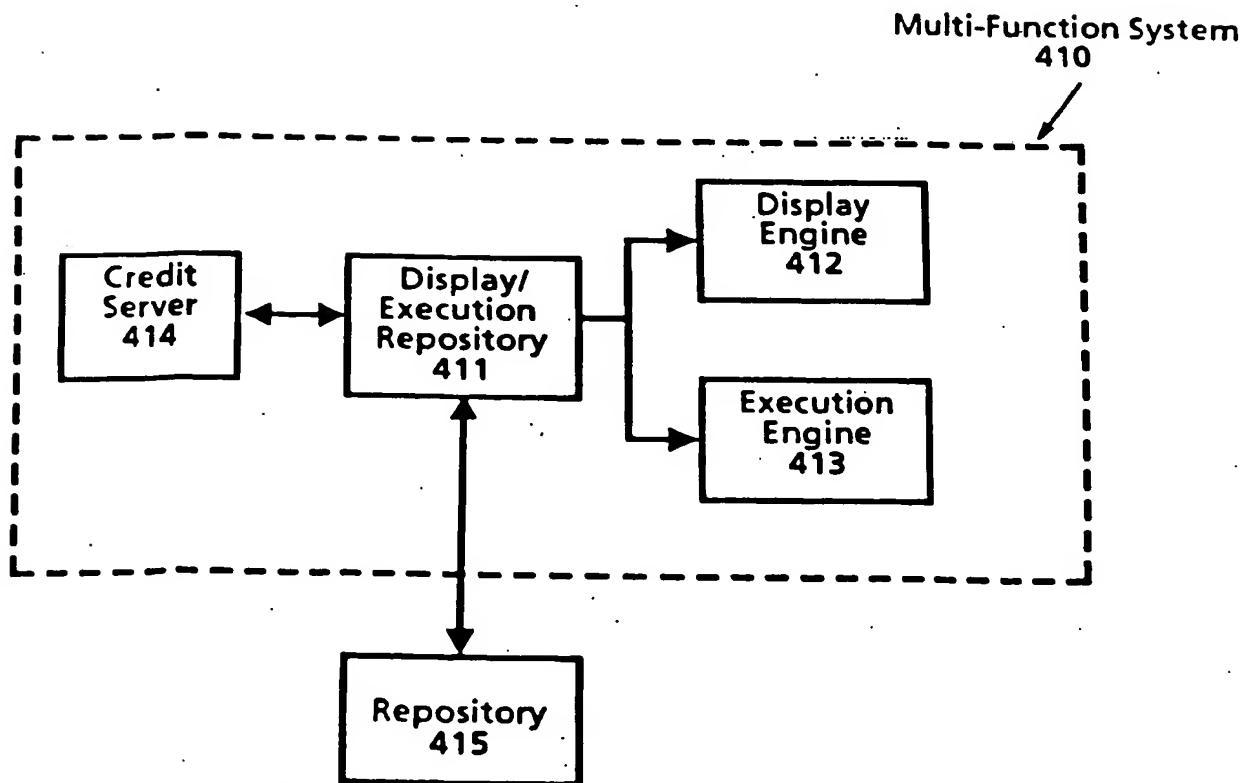 Multi-Function System
410
Display
Engine
412
Credit
Server
414
Display/
Execution
Repository
411
Execution
Engine
413
Repository
415